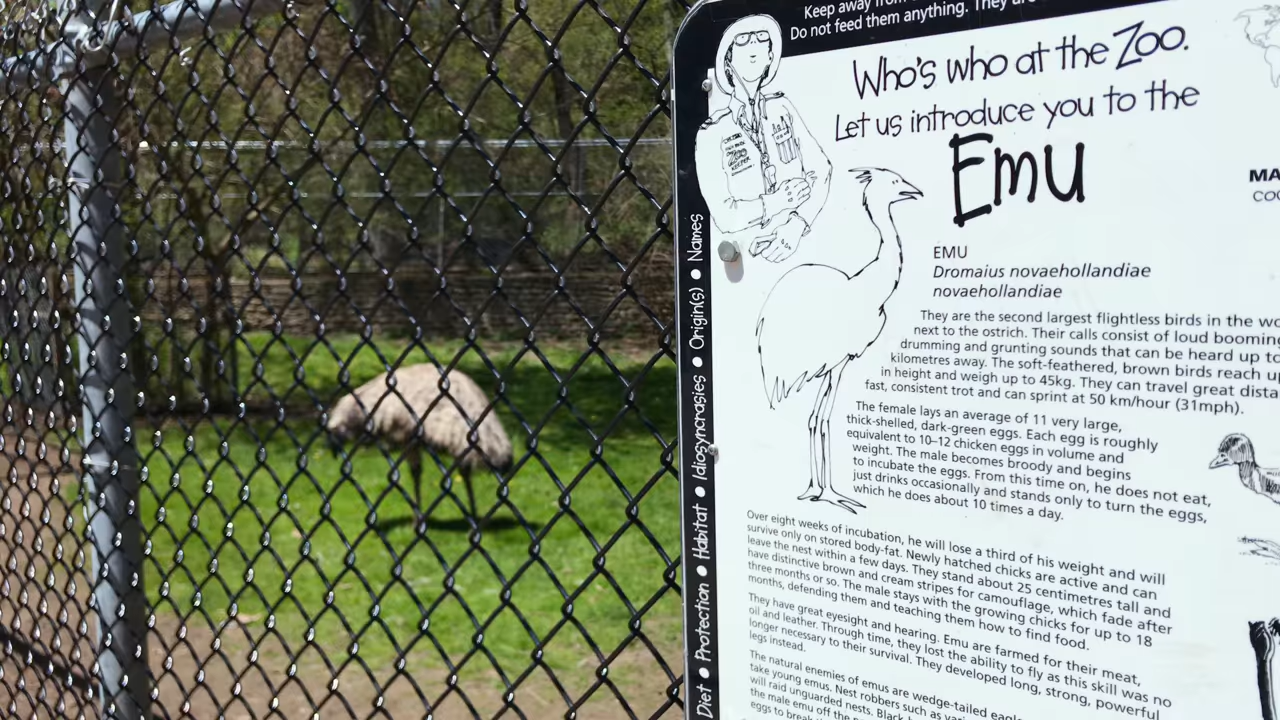 Keep away from
Do not feed them anything. They are
Who's who at the Zoo.
Let us introduce you to the
Emu
MA
EMU
Dromaius novaehollandiae
novaehollandiae
They are the second largest flightless birds in the wo
next to the ostrich. Their calls consist of loud booming
drumming and grunting sounds that can be heard up to
kilometres away. The soft-feathered, brown birds reach up
in height and weigh up to 45kg. They can travel great dista
fast, consistent trot and can sprint at 50 km/hour (31mph).
The female lays an average of 11 very large,
thick-shelled, dark-green eggs. Each egg is roughly
equivalent to 10–12 chicken eggs in volume and
weight. The male becomes broody and begins
to incubate the eggs. From this time on, he does not eat,
just drinks occasionally and stands only to turn the eggs,
which he does about 10 times a day.
Over eight weeks of incubation, he will lose a third of his weight and will
survive only on stored body-fat. Newly hatched chicks are active and can
leave the nest within a few days. They stand about 25 centimetres tall and
have distinctive brown and cream stripes for camouflage, which fade after
three months or so. The male stays with the growing chicks for up to 18
months, defending them and teaching them how to find food.
They have great eyesight and hearing. Emu are farmed for their meat,
oil and leather. Through time, they lost the ability to fly as this skill was no
longer necessary to their survival. They developed long, strong, powerful
legs instead.
The natural enemies of emus are wedge-tailed eagle
take young emus. Nest robbers such as
will raid unguarded nests. Black
the male emu off the
eggs to break
Diet ● Protection ● Habitat ● Idiosyncrasies ● Origin(s) ● Names